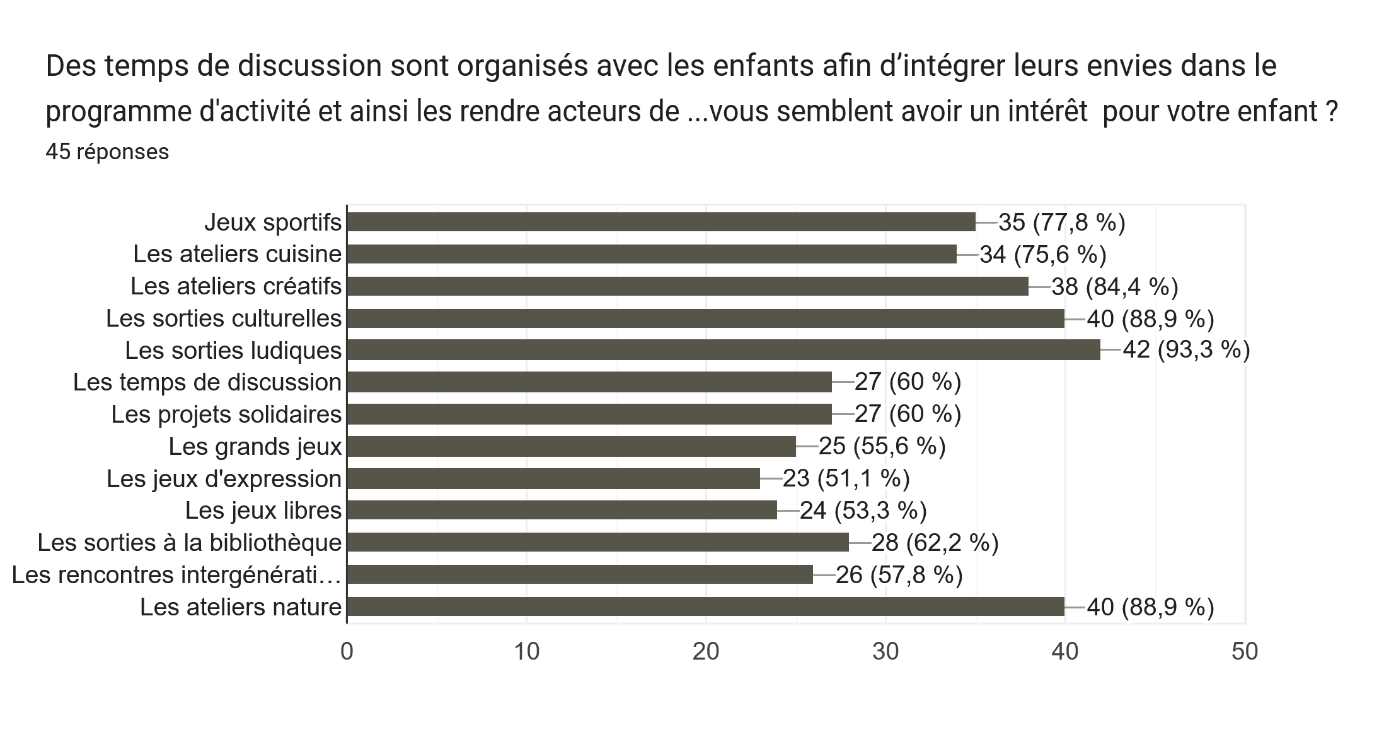 Des temps de discussion sont organisés avec les enfants afin d’intégrer leurs envies dans le
programme d'activité et ainsi les rendre acteurs de ...vous semblent avoir un intérêt  pour votre enfant ?
45 réponses
Jeux sportifs 35 (77,8 %)
Les ateliers cuisine 34 (75,6 %)
Les ateliers créatifs 38 (84,4 %)
Les sorties culturelles 40 (88,9 %)
Les sorties ludiques 42 (93,3 %)
Les temps de discussion 27 (60 %)
Les projets solidaires 27 (60 %)
Les grands jeux 25 (55,6 %)
Les jeux d'expression 23 (51,1 %)
Les jeux libres 24 (53,3 %)
Les sorties à la bibliothèque 28 (62,2 %)
Les rencontres intergénérati… 26 (57,8 %)
Les ateliers nature 40 (88,9 %)
0 10 20 30 40 50